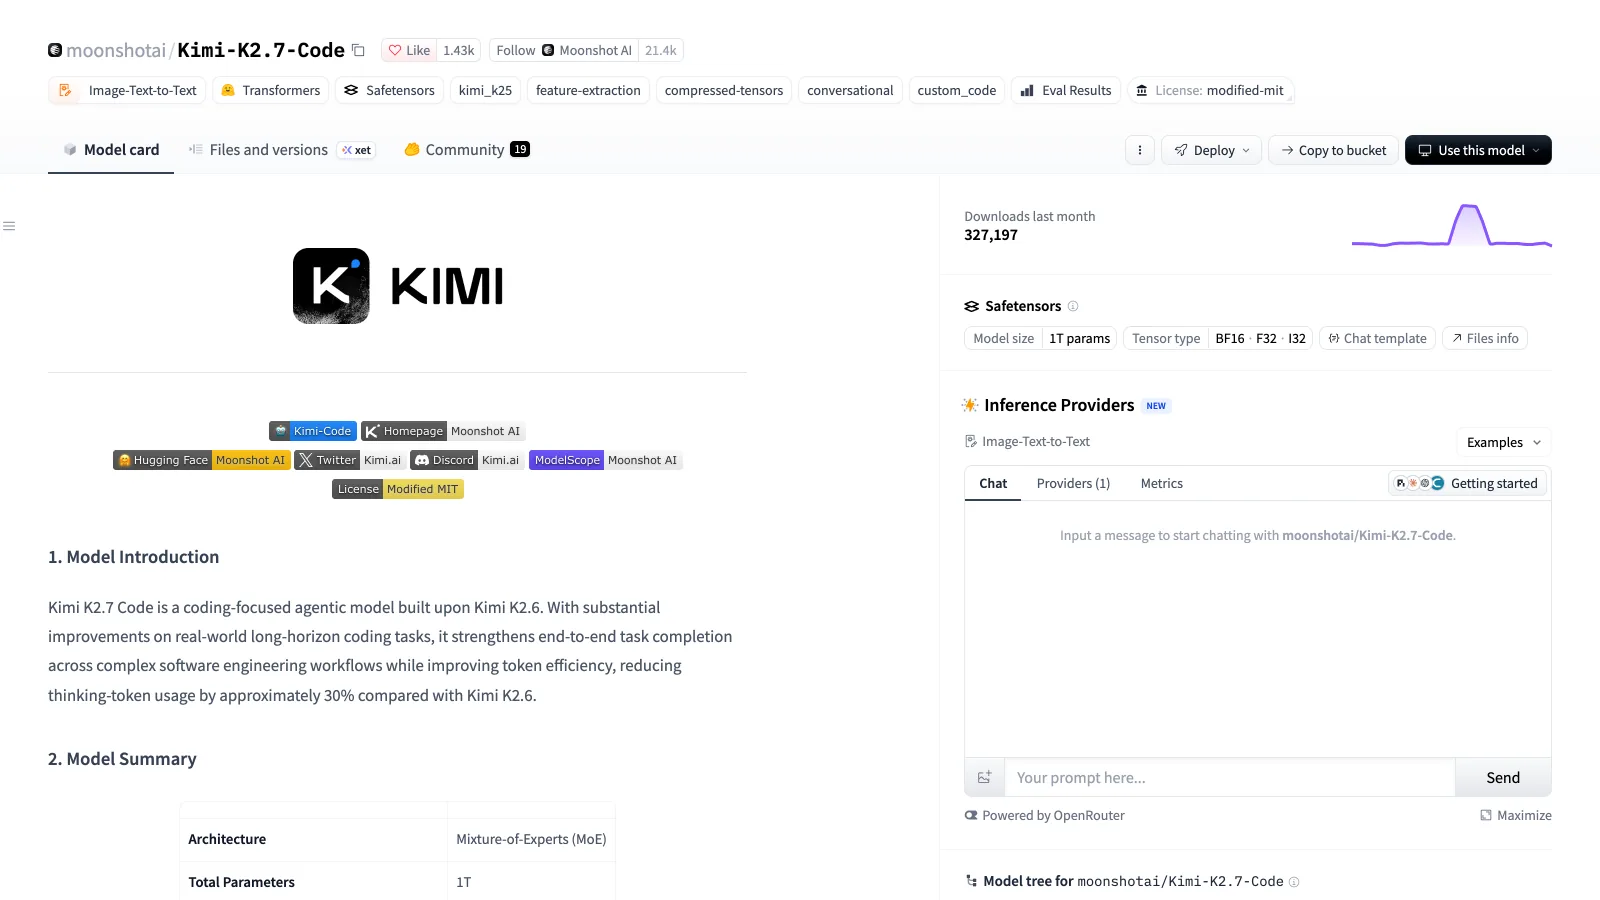 moonshotai/Kimi-K2.7-Code
Like 1.43k
Follow Moonshot AI 21.4k
Image-Text-to-Text
Transformers
Safetensors
kimi_k25
feature-extraction
compressed-tensors
conversational
custom_code
Eval Results
License: modified-mit
Model card
Files and versions
xet
Community 19
Deploy
Copy to bucket
Use this model
KIMI
Kimi-Code
Homepage Moonshot AI
Hugging Face Moonshot AI
Twitter Kimi.ai
Discord Kimi.ai
ModelScope Moonshot AI
License Modified MIT
1. Model Introduction
Kimi K2.7 Code is a coding-focused agentic model built upon Kimi K2.6. With substantial
improvements on real-world long-horizon coding tasks, it strengthens end-to-end task completion
across complex software engineering workflows while improving token efficiency, reducing
thinking-token usage by approximately 30% compared with Kimi K2.6.
2. Model Summary
Architecture Mixture-of-Experts (MoE)
Total Parameters 1T
Downloads last month
327,197
Safetensors
Model size 1T params
Tensor type BF16 · F32 · I32
Chat template
Files info
Inference Providers NEW
Image-Text-to-Text
Examples
Chat
Providers (1)
Metrics
Getting started
Input a message to start chatting with moonshotai/Kimi-K2.7-Code.
Your prompt here...
Send
Powered by OpenRouter
Maximize
Model tree for moonshotai/Kimi-K2.7-Code